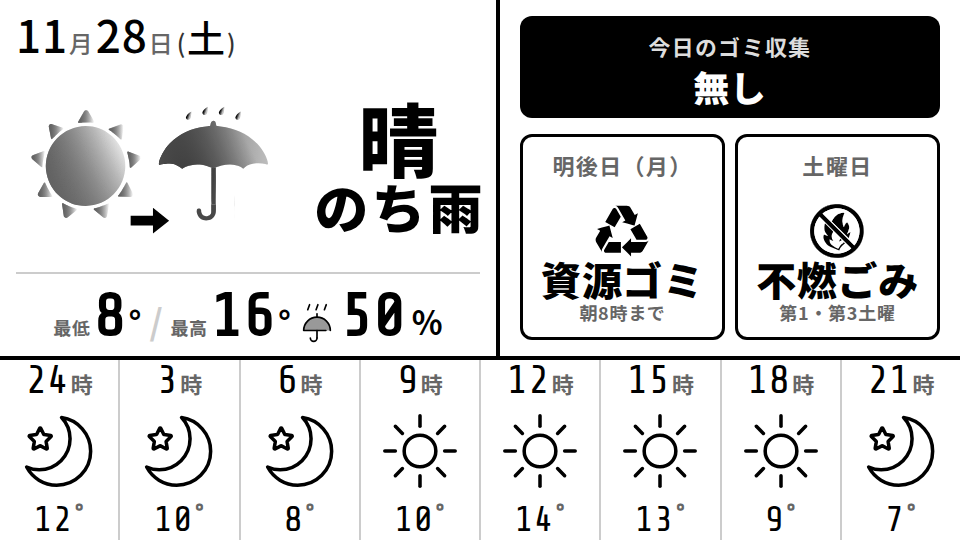 11月28日(土)
晴
のち雨
最低 8° / 最高 16° 50 %
今日のゴミ収集
無し
明後日（月）
資源ゴミ
朝8時まで
土曜日
不燃ごみ
第1・第3土曜
24時 3時 6時 9時 12時 15時 18時 21時
12° 10° 8° 10° 14° 13° 9° 7°